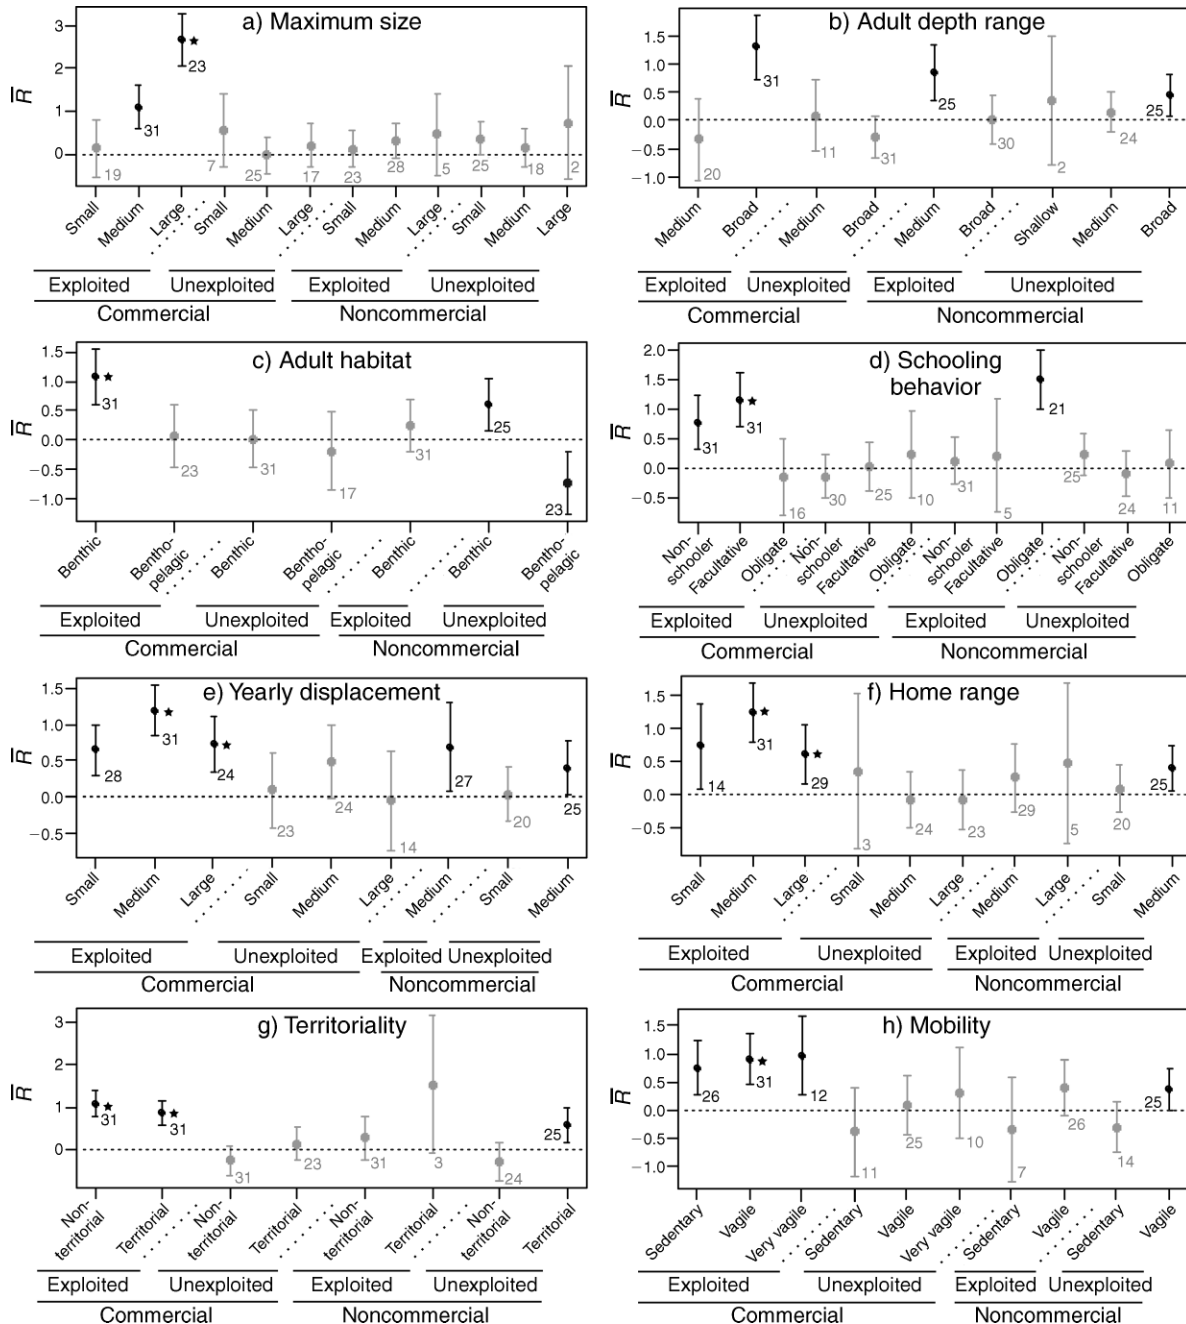 a) Maximum size
R
3
2
1
0
19
31
23
7
25
17
23
28
5
25
18
2
Small
Medium
Large
Small
Medium
Large
Small
Medium
Large
Small
Medium
Large
Exploited
Unexploited
Exploited
Unexploited
Commercial
Noncommercial
b) Adult depth range
R
1.5
1.0
0.5
0.0
−0.5
−1.0
20
31
11
31
25
30
2
24
25
Medium
Broad
Medium
Broad
Medium
Broad
Shallow
Medium
Broad
Exploited
Unexploited
Exploited
Unexploited
Commercial
Noncommercial
c) Adult habitat
R
1.5
1.0
0.5
0.0
−0.5
−1.0
31
23
31
17
31
25
23
Benthic
Bentho-
pelagic
Benthic
Bentho-
pelagic
Benthic
Benthic
Bentho-
pelagic
Exploited
Unexploited
Exploited
Unexploited
Commercial
Noncommercial
d) Schooling
behavior
R
2.0
1.5
1.0
0.5
0.0
−0.5
31
31
16
30
25
10
31
5
21
25
24
11
Non-
schooler
Facultative
Obligate
Non-
schooler
Facultative
Obligate
Non-
schooler
Facultative
Obligate
Non-
schooler
Facultative
Obligate
Exploited
Unexploited
Exploited
Unexploited
Commercial
Noncommercial
e) Yearly displacement
R
1.5
1.0
0.5
0.0
−0.5
28
31
24
23
24
14
27
20
25
Small
Medium
Large
Small
Medium
Large
Medium
Small
Medium
Exploited
Unexploited
Exploited
Unexploited
Commercial
Noncommercial
f) Home range
R
1.5
1.0
0.5
0.0
−0.5
14
31
29
3
24
23
29
5
20
25
Small
Medium
Large
Small
Medium
Large
Medium
Large
Small
Medium
Exploited
Unexploited
Exploited
Unexploited
Commercial
Noncommercial
g) Territoriality
R
3
2
1
0
31
31
31
23
31
3
24
25
Non-
territorial
Territorial
Non-
territorial
Territorial
Non-
territorial
Territorial
Non-
territorial
Territorial
Exploited
Unexploited
Exploited
Unexploited
Commercial
Noncommercial
h) Mobility
R
1.5
1.0
0.5
0.0
−0.5
−1.0
26
31
12
11
25
10
7
26
14
25
Sedentary
Vagile
Very vagile
Sedentary
Vagile
Very vagile
Sedentary
Vagile
Sedentary
Vagile
Exploited
Unexploited
Exploited
Unexploited
Commercial
Noncommercial